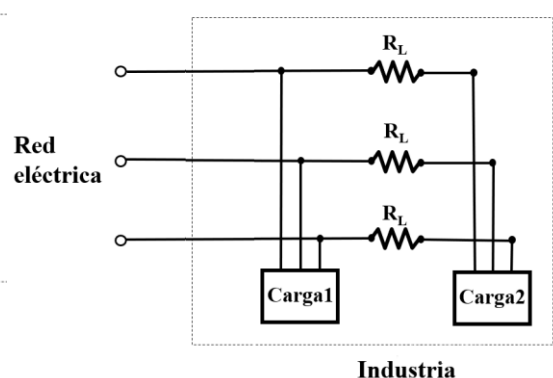 R_L
R_L
Red
eléctrica
R_L
Carga1
Carga2
Industria